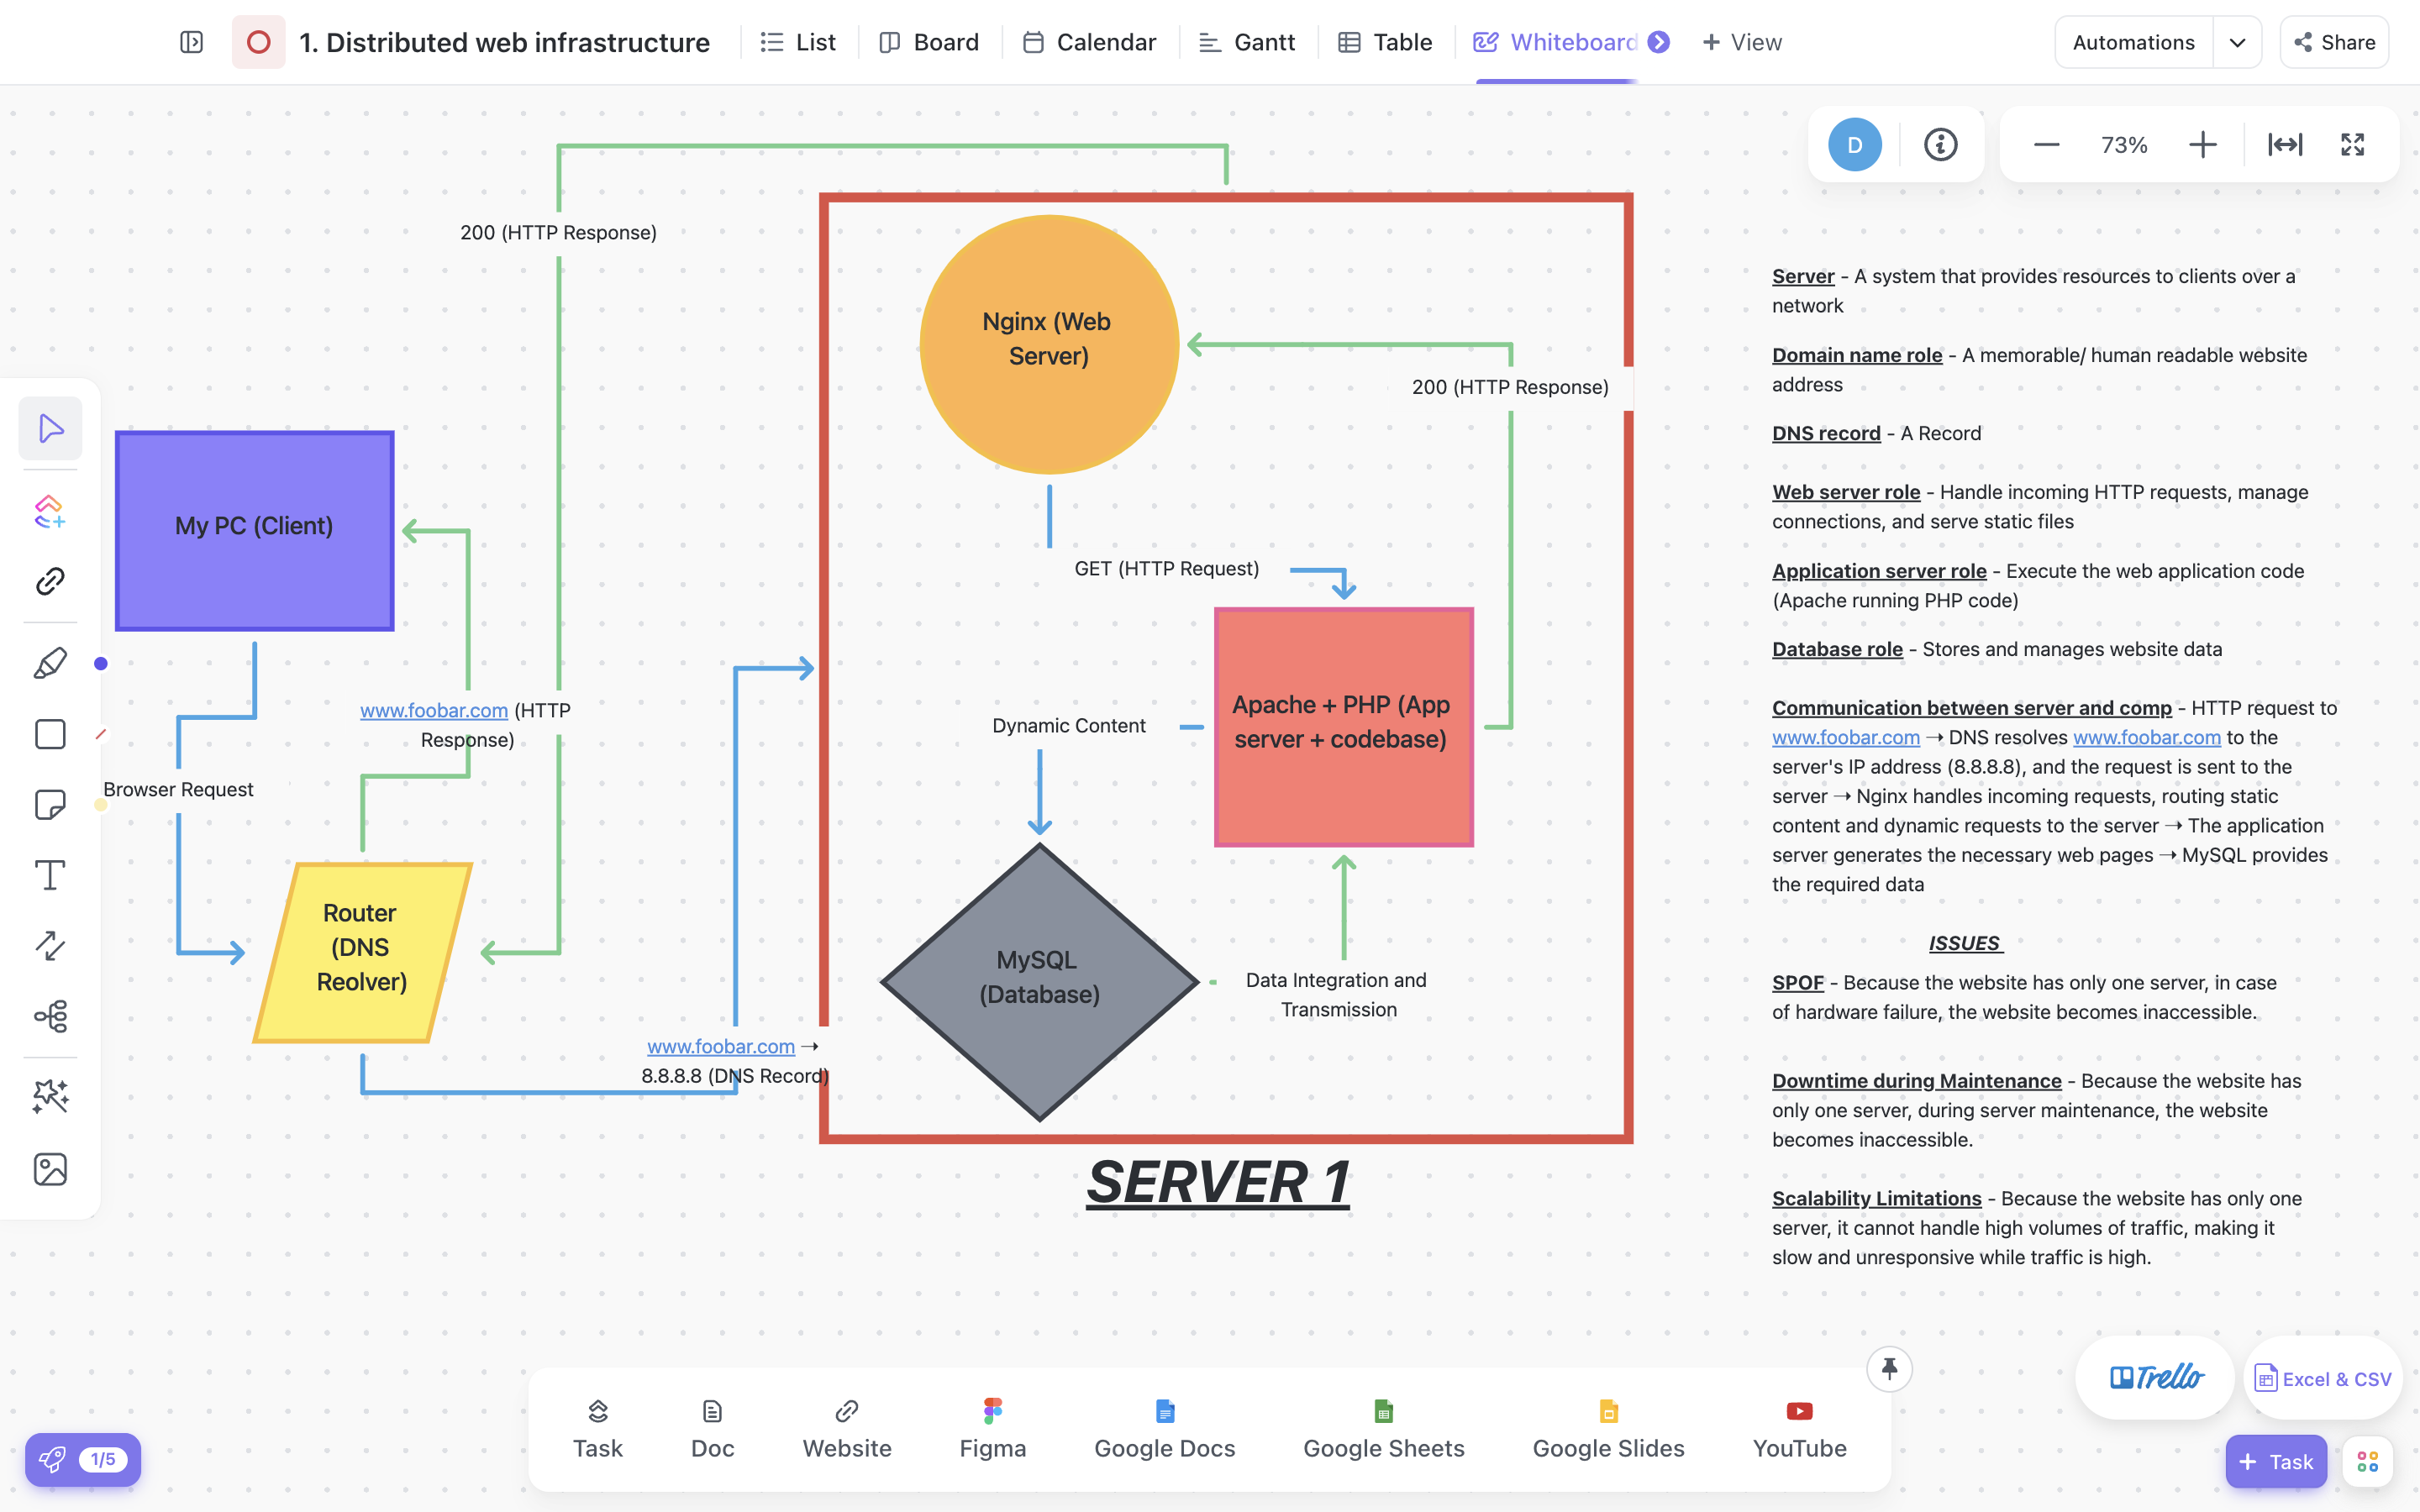 1. Distributed web infrastructure
List
Board
Calendar
Gantt
Table
Whiteboard
+ View
Automations
Share
D
73%
200 (HTTP Response)
Nginx (Web
Server)
200 (HTTP Response)
My PC (Client)
GET (HTTP Request)
www.foobar.com (HTTP
Response)
Dynamic Content
Apache + PHP (App
server + codebase)
Browser Request
Router
(DNS
Reolver)
MySQL
(Database)
Data Integration and
Transmission
www.foobar.com →
8.8.8.8 (DNS Record)
SERVER 1
Server - A system that provides resources to clients over a
network
Domain name role - A memorable/ human readable website
address
DNS record - A Record
Web server role - Handle incoming HTTP requests, manage
connections, and serve static files
Application server role - Execute the web application code
(Apache running PHP code)
Database role - Stores and manages website data
Communication between server and comp - HTTP request to
www.foobar.com → DNS resolves www.foobar.com to the
server's IP address (8.8.8.8), and the request is sent to the
server → Nginx handles incoming requests, routing static
content and dynamic requests to the server → The application
server generates the necessary web pages → MySQL provides
the required data
ISSUES
SPOF - Because the website has only one server, in case
of hardware failure, the website becomes inaccessible.
Downtime during Maintenance - Because the website has
only one server, during server maintenance, the website
becomes inaccessible.
Scalability Limitations - Because the website has only one
server, it cannot handle high volumes of traffic, making it
slow and unresponsive while traffic is high.
Trello
Excel & CSV
Task
Doc
Website
Figma
Google Docs
Google Sheets
Google Slides
YouTube
1/5
+ Task